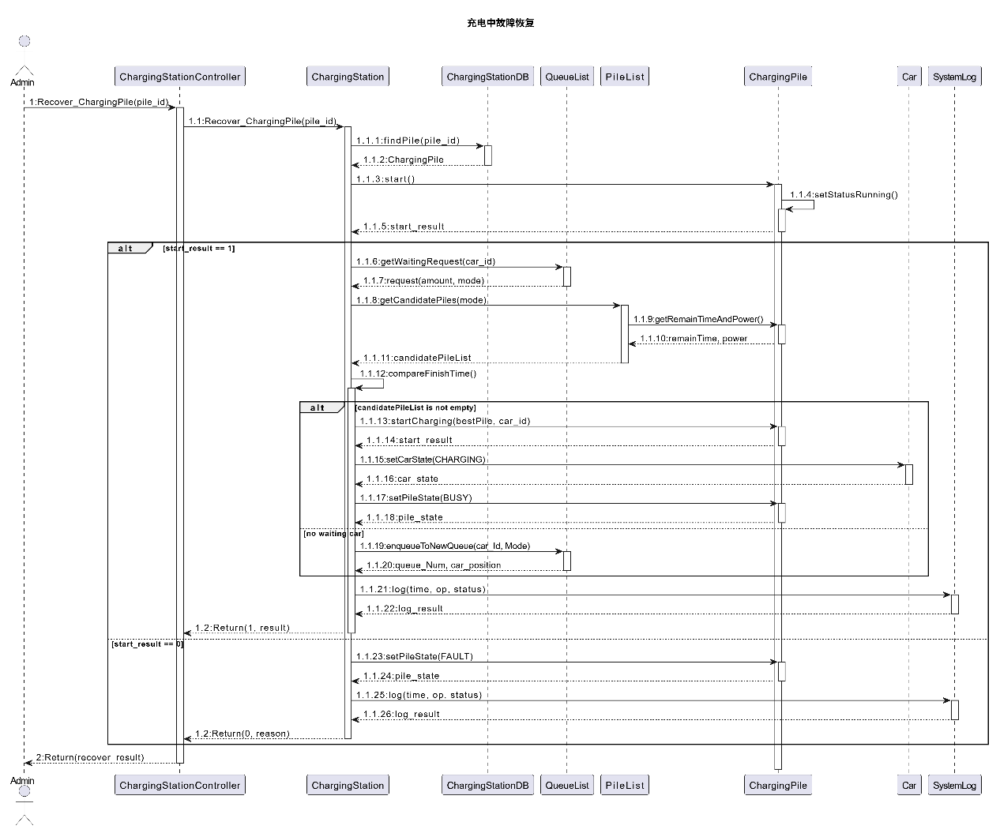 充电中故障恢复
Admin
ChargingStationController
ChargingStation
ChargingStationDB
QueueList
PileList
ChargingPile
Car
SystemLog
1:Recover_ChargingPile(pile_id)
1.1:Recover_ChargingPile(pile_id)
1.1.1:findPile(pile_id)
1.1.2:ChargingPile
1.1.3:start()
1.1.4:setStatusRunning()
1.1.5:start_result
alt [start_result == 1]
1.1.6:getWaitingRequest(car_id)
1.1.7:request(amount, mode)
1.1.8:getCandidatePiles(mode)
1.1.9:getRemainTimeAndPower()
1.1.10:remainTime, power
1.1.11:candidatePileList
1.1.12:compareFinishTime()
alt [candidatePileList is not empty]
1.1.13:startCharging(bestPile, car_id)
1.1.14:start_result
1.1.15:setCarState(CHARGING)
1.1.16:car_state
1.1.17:setPileState(BUSY)
1.1.18:pile_state
[no waiting car]
1.1.19:enqueueToNewQueue(car_Id, Mode)
1.1.20:queue_Num, car_position
1.1.21:log(time, op, status)
1.1.22:log_result
1.2:Return(1, result)
[start_result == 0]
1.1.23:setPileState(FAULT)
1.1.24:pile_state
1.1.25:log(time, op, status)
1.1.26:log_result
1.2:Return(0, reason)
2:Return(recover_result)
Admin
ChargingStationController
ChargingStation
ChargingStationDB
QueueList
PileList
ChargingPile
Car
SystemLog